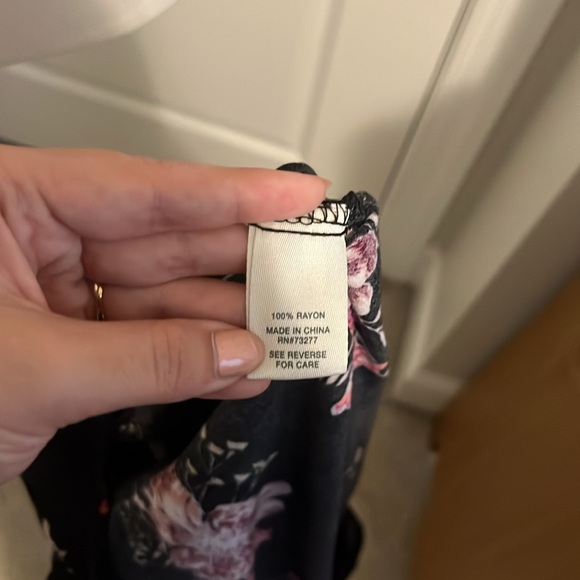 100% RAYON
MADE IN CHINA
RN#73277
SEE REVERSE
FOR CARE